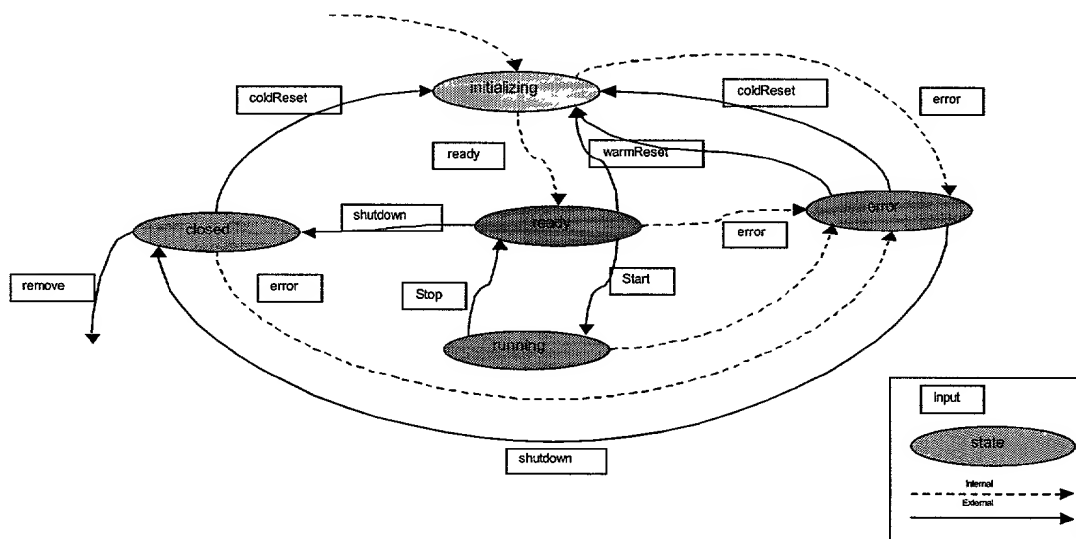 initializing
coldReset
coldReset
error
ready
warmReset
shutdown
closed
ready
error
error
remove
error
Stop
Start
running
input
state
shutdown
Internal
External